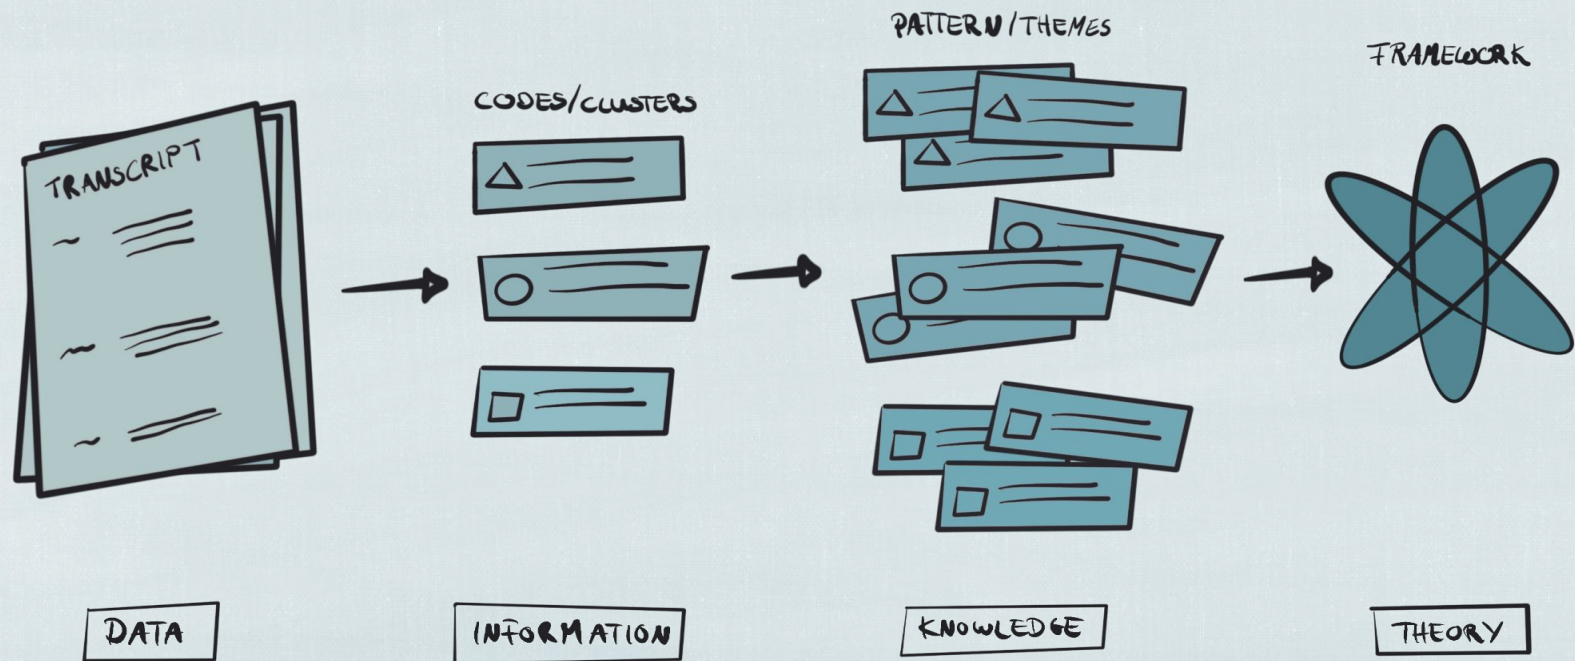 PATTERN/THEMES
FRAMEWORK
CODES/CLUSTERS
TRANSCRIPT
DATA
INFORMATION
KNOWLEDGE
THEORY